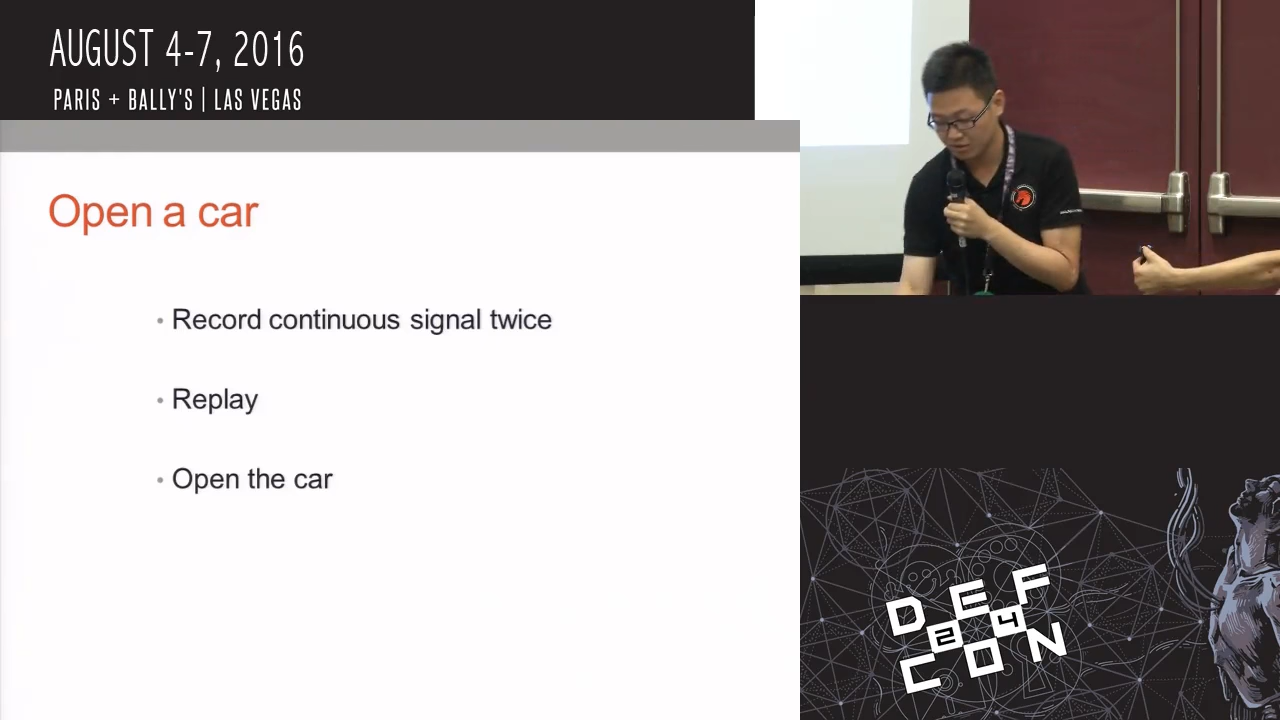 AUGUST 4-7, 2016
PARIS + BALLY'S | LAS VEGAS
Open a car
• Record continuous signal twice
• Replay
• Open the car
DEF
24
CON